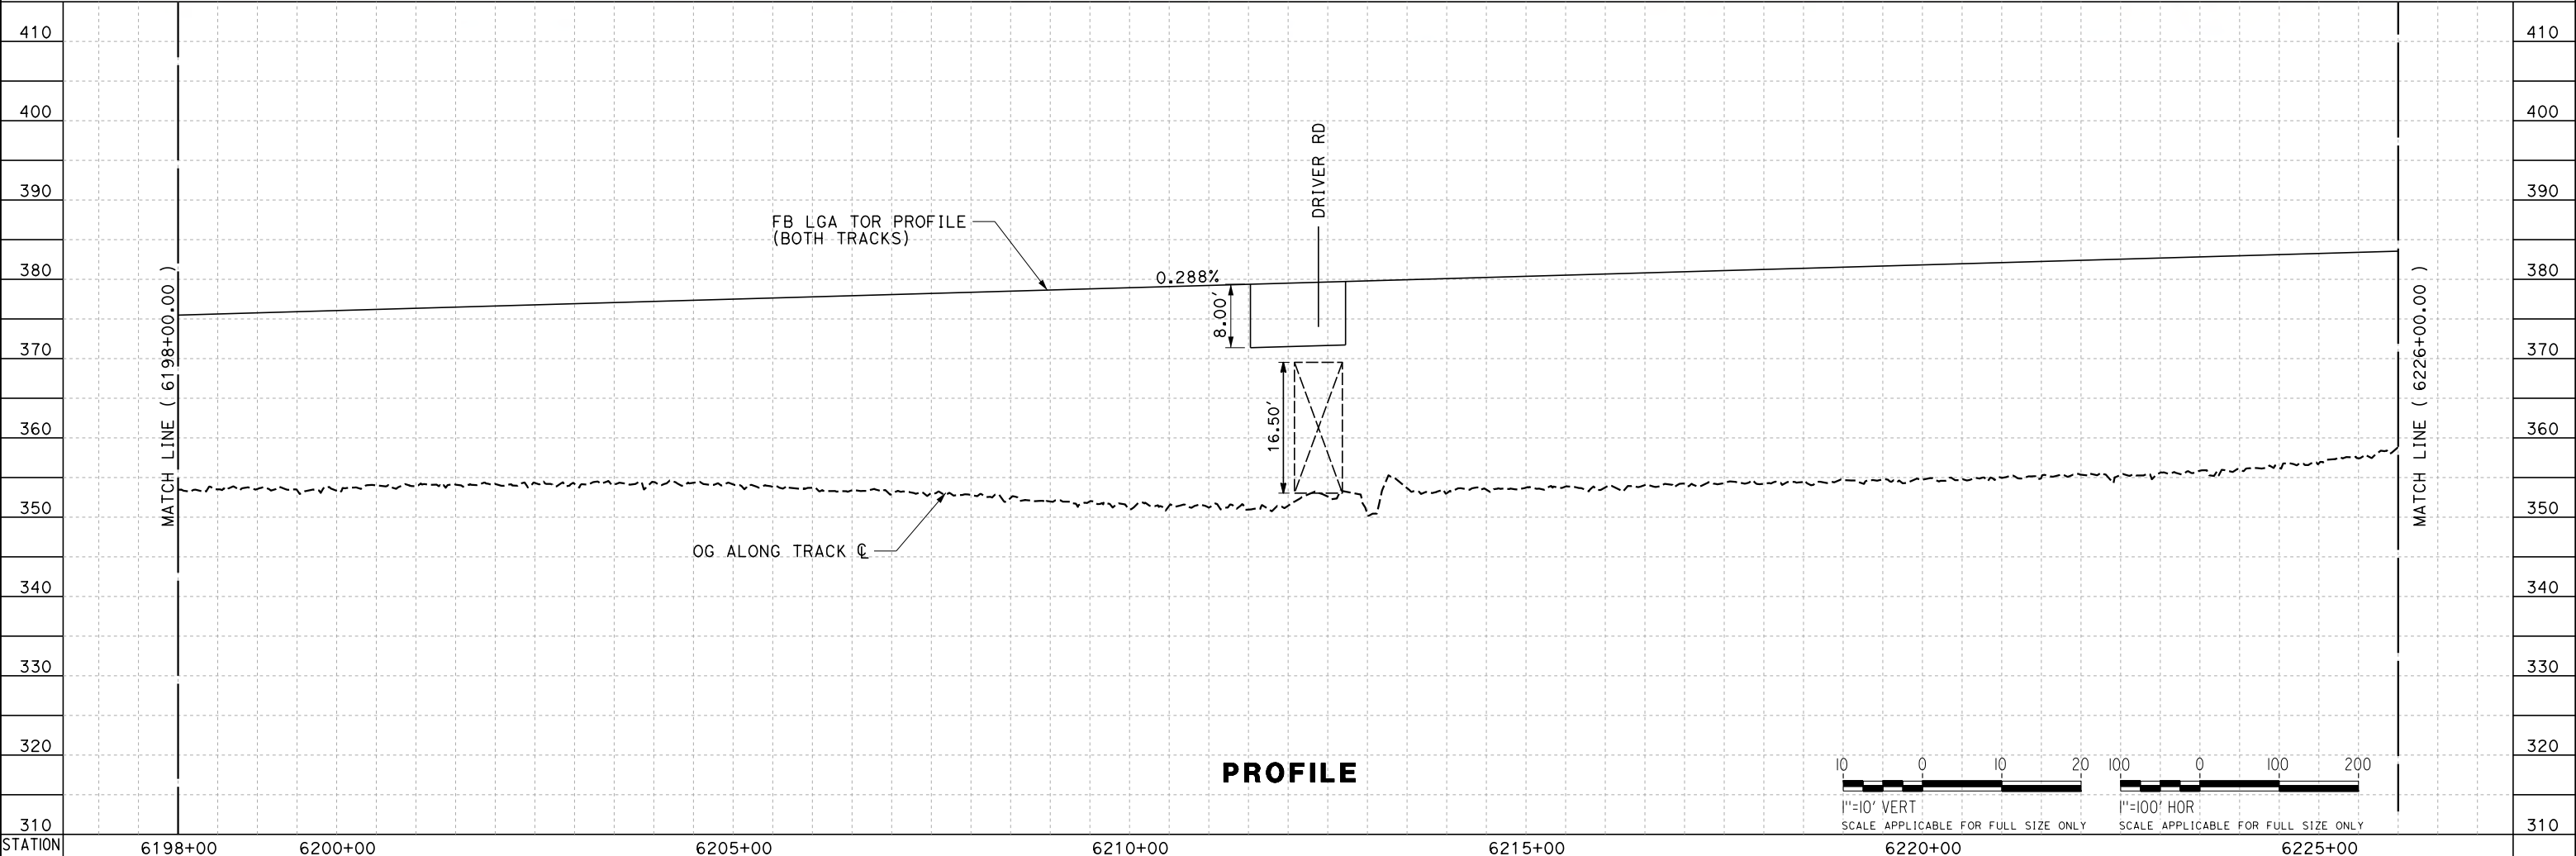 410
400
390
380
370
360
350
340
330
320
310
STATION
MATCH LINE ( 6198+00.00 )
FB LGA TOR PROFILE
(BOTH TRACKS)
0.288%
8.00'
DRIVER RD
16.50'
OG ALONG TRACK ℄
MATCH LINE ( 6226+00.00 )
410
400
390
380
370
360
350
340
330
320
310
PROFILE
10 0 10 20
1"=10' VERT
SCALE APPLICABLE FOR FULL SIZE ONLY
100 0 100 200
1"=100' HOR
SCALE APPLICABLE FOR FULL SIZE ONLY
6198+00 6200+00 6205+00 6210+00 6215+00 6220+00 6225+00